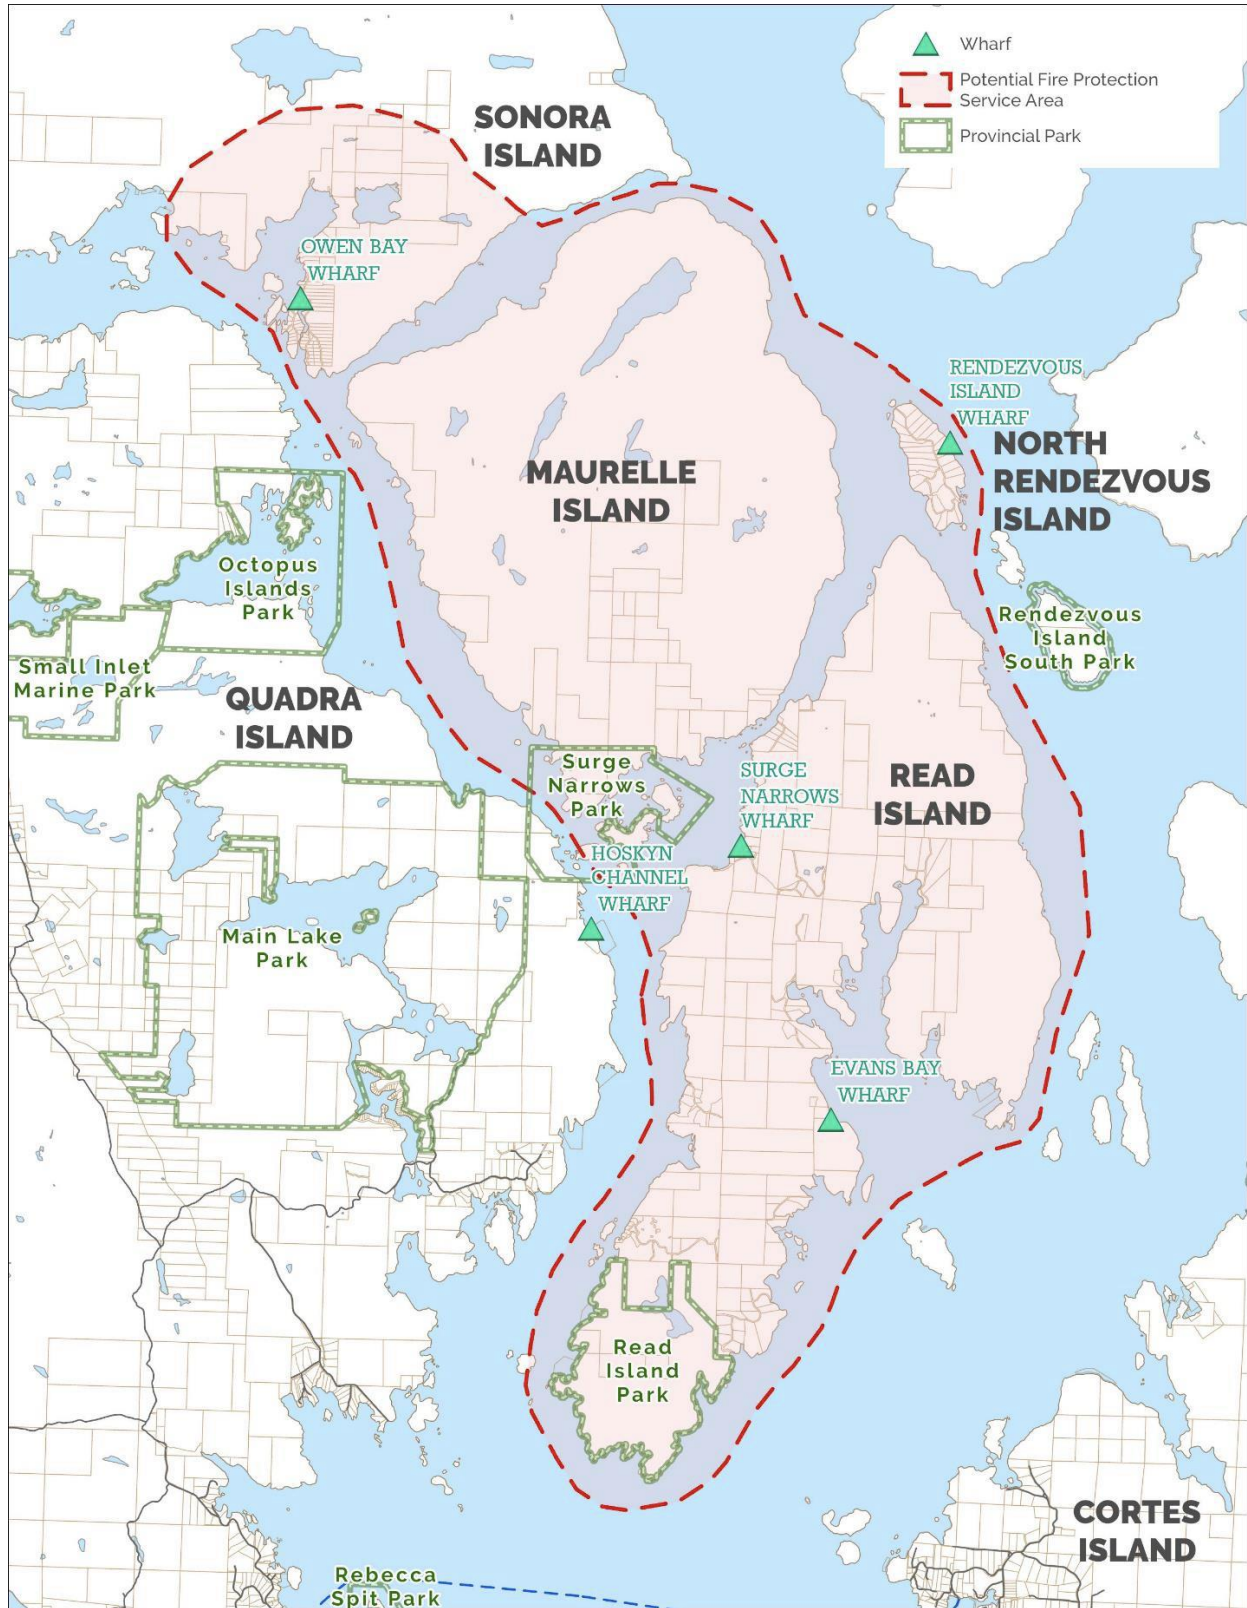 Wharf
Potential Fire Protection
Service Area
Provincial Park
SONORA
ISLAND
OWEN BAY
WHARF
RENDEZVOUS
ISLAND
WHARF
NORTH
RENDEZVOUS
ISLAND
MAURELLE
ISLAND
Octopus
Islands
Park
Rendezvous
Island
South Park
Small Inlet
Marine Park
QUADRA
ISLAND
Surge
Narrows
Park
SURGE
NARROWS
WHARF
READ
ISLAND
HOSKYN
CHANNEL
WHARF
Main Lake
Park
EVANS BAY
WHARF
Read
Island
Park
CORTES
ISLAND
Rebecca
Spit Park